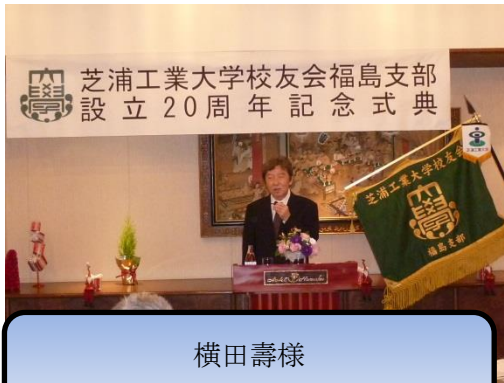 芝浦工業大学校友会福島支部
設立20周年記念式典
芝浦工業大学校友会
福島支部
横田壽様